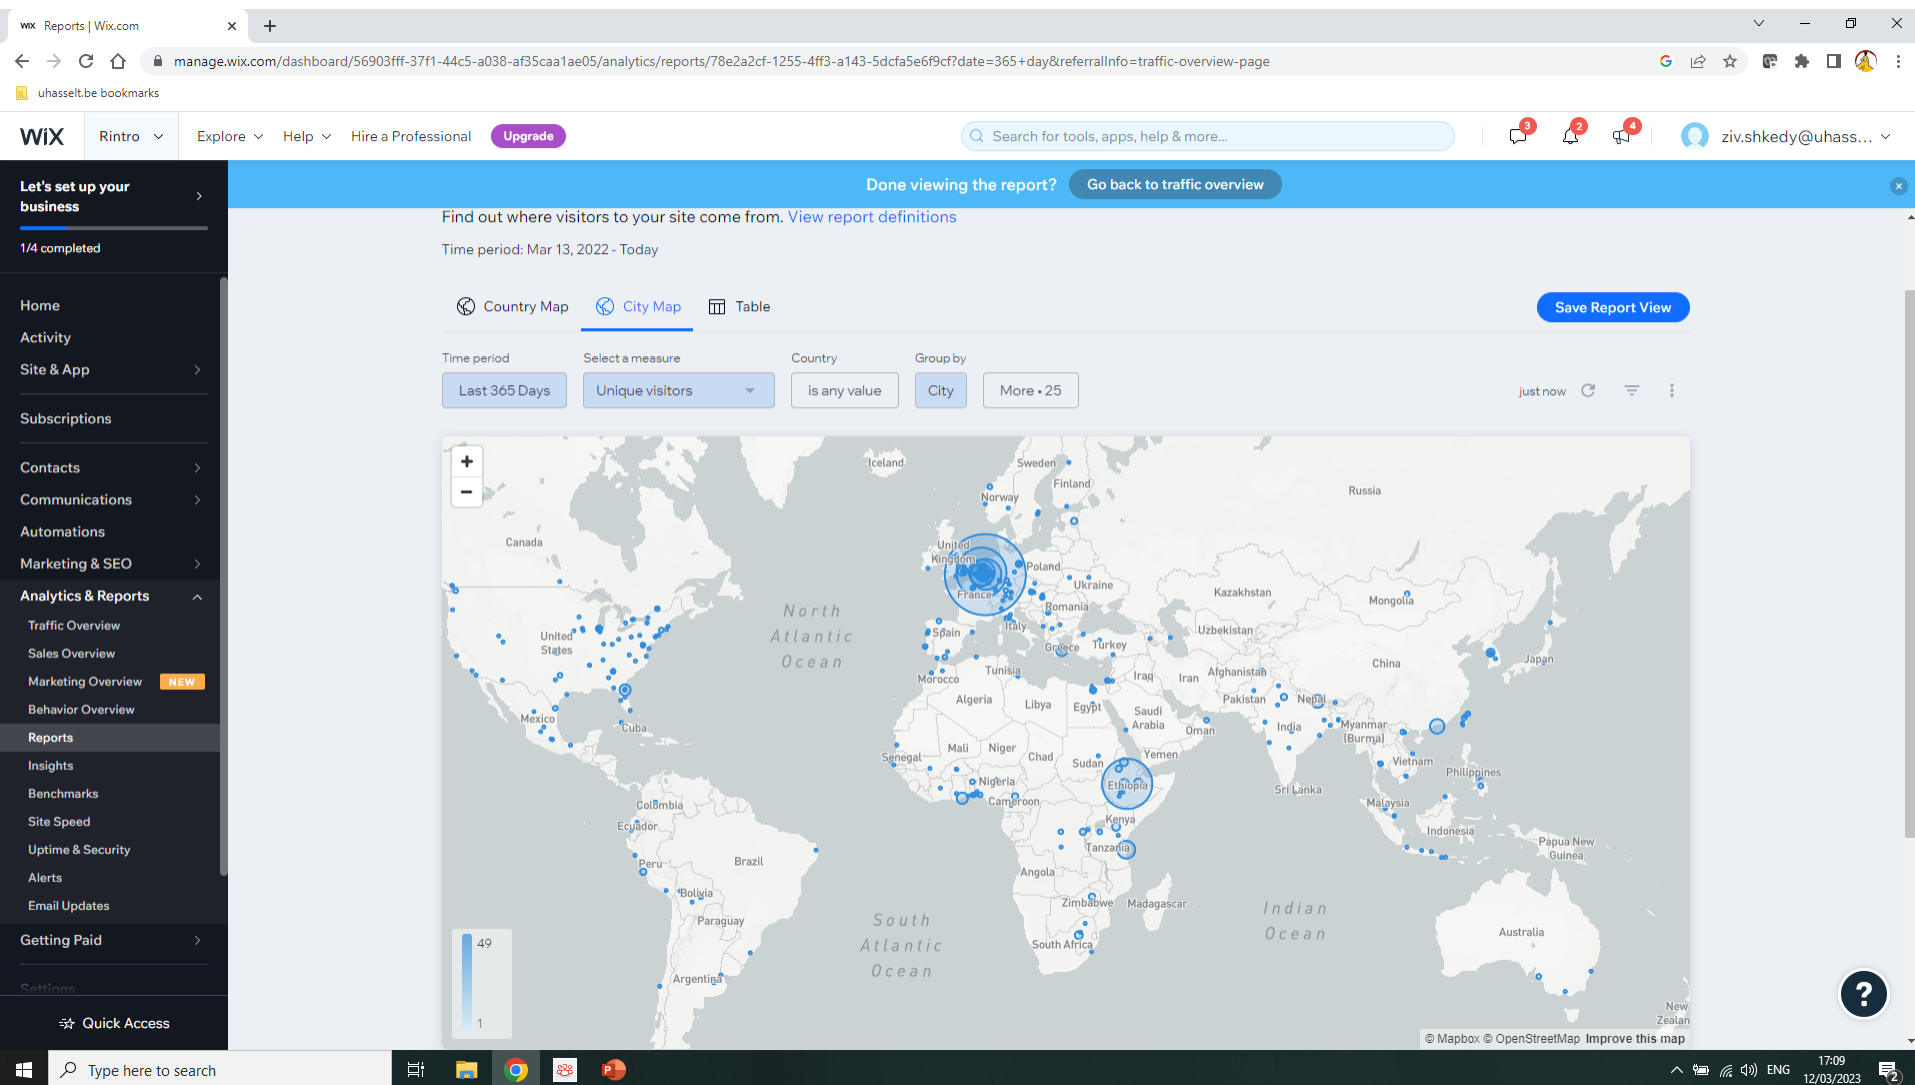 WiX Reports | Wix.com
manage.wix.com/dashboard/56903fff-37f1-44c5-a038-af35caa1ae05/analytics/reports/78e2a2cf-1255-4ff3-a143-5dcfa5e6f9cf?date=365+day&referralInfo=traffic-overview-page
uhasselt.be bookmarks
WiX Rintro Explore Help Hire a Professional Upgrade Search for tools, apps, help & more... 3 2 4 ziv.shkedy@uhass...
Let's set up your
business
1/4 completed
Home
Activity
Site & App
Subscriptions
Contacts
Communications
Automations
Marketing & SEO
Analytics & Reports
Traffic Overview
Sales Overview
Marketing Overview NEW
Behavior Overview
Reports
Insights
Benchmarks
Site Speed
Uptime & Security
Alerts
Email Updates
Getting Paid
Settings
Quick Access
Done viewing the report? Go back to traffic overview
Find out where visitors to your site come from. View report definitions
Time period: Mar 13, 2022 - Today
Country Map City Map Table Save Report View
Time period Select a measure Country Group by
Last 365 Days Unique visitors is any value City More • 25 just now
+
−
Iceland
Sweden
Finland
Norway
Russia
Canada
United
Kingdom
Poland
Ukraine
France
Kazakhstan
Mongolia
Romania
North
Atlantic
Ocean
Italy
Spain
Uzbekistan
United
States
Greece
Turkey
China
Japan
Tunisia
Morocco
Iraq
Iran
Afghanistan
Algeria
Libya
Egypt
Pakistan
Nepal
Saudi
Arabia
Mexico
Cuba
Oman
India
Myanmar
(Burma)
Mali
Niger
Chad
Sudan
Yemen
Senegal
Vietnam
Philippines
Nigeria
Ethiopia
Sri Lanka
Cameroon
Colombia
Malaysia
Ecuador
Kenya
Indonesia
Papua New
Guinea
Tanzania
Peru
Brazil
Angola
Bolivia
Zimbabwe
Madagascar
Indian
Ocean
Paraguay
South
Atlantic
Ocean
Australia
South Africa
Argentina
New
Zealan
49
1
© Mapbox © OpenStreetMap Improve this map
?
Type here to search
P
ENG
17:09
12/03/2023
2